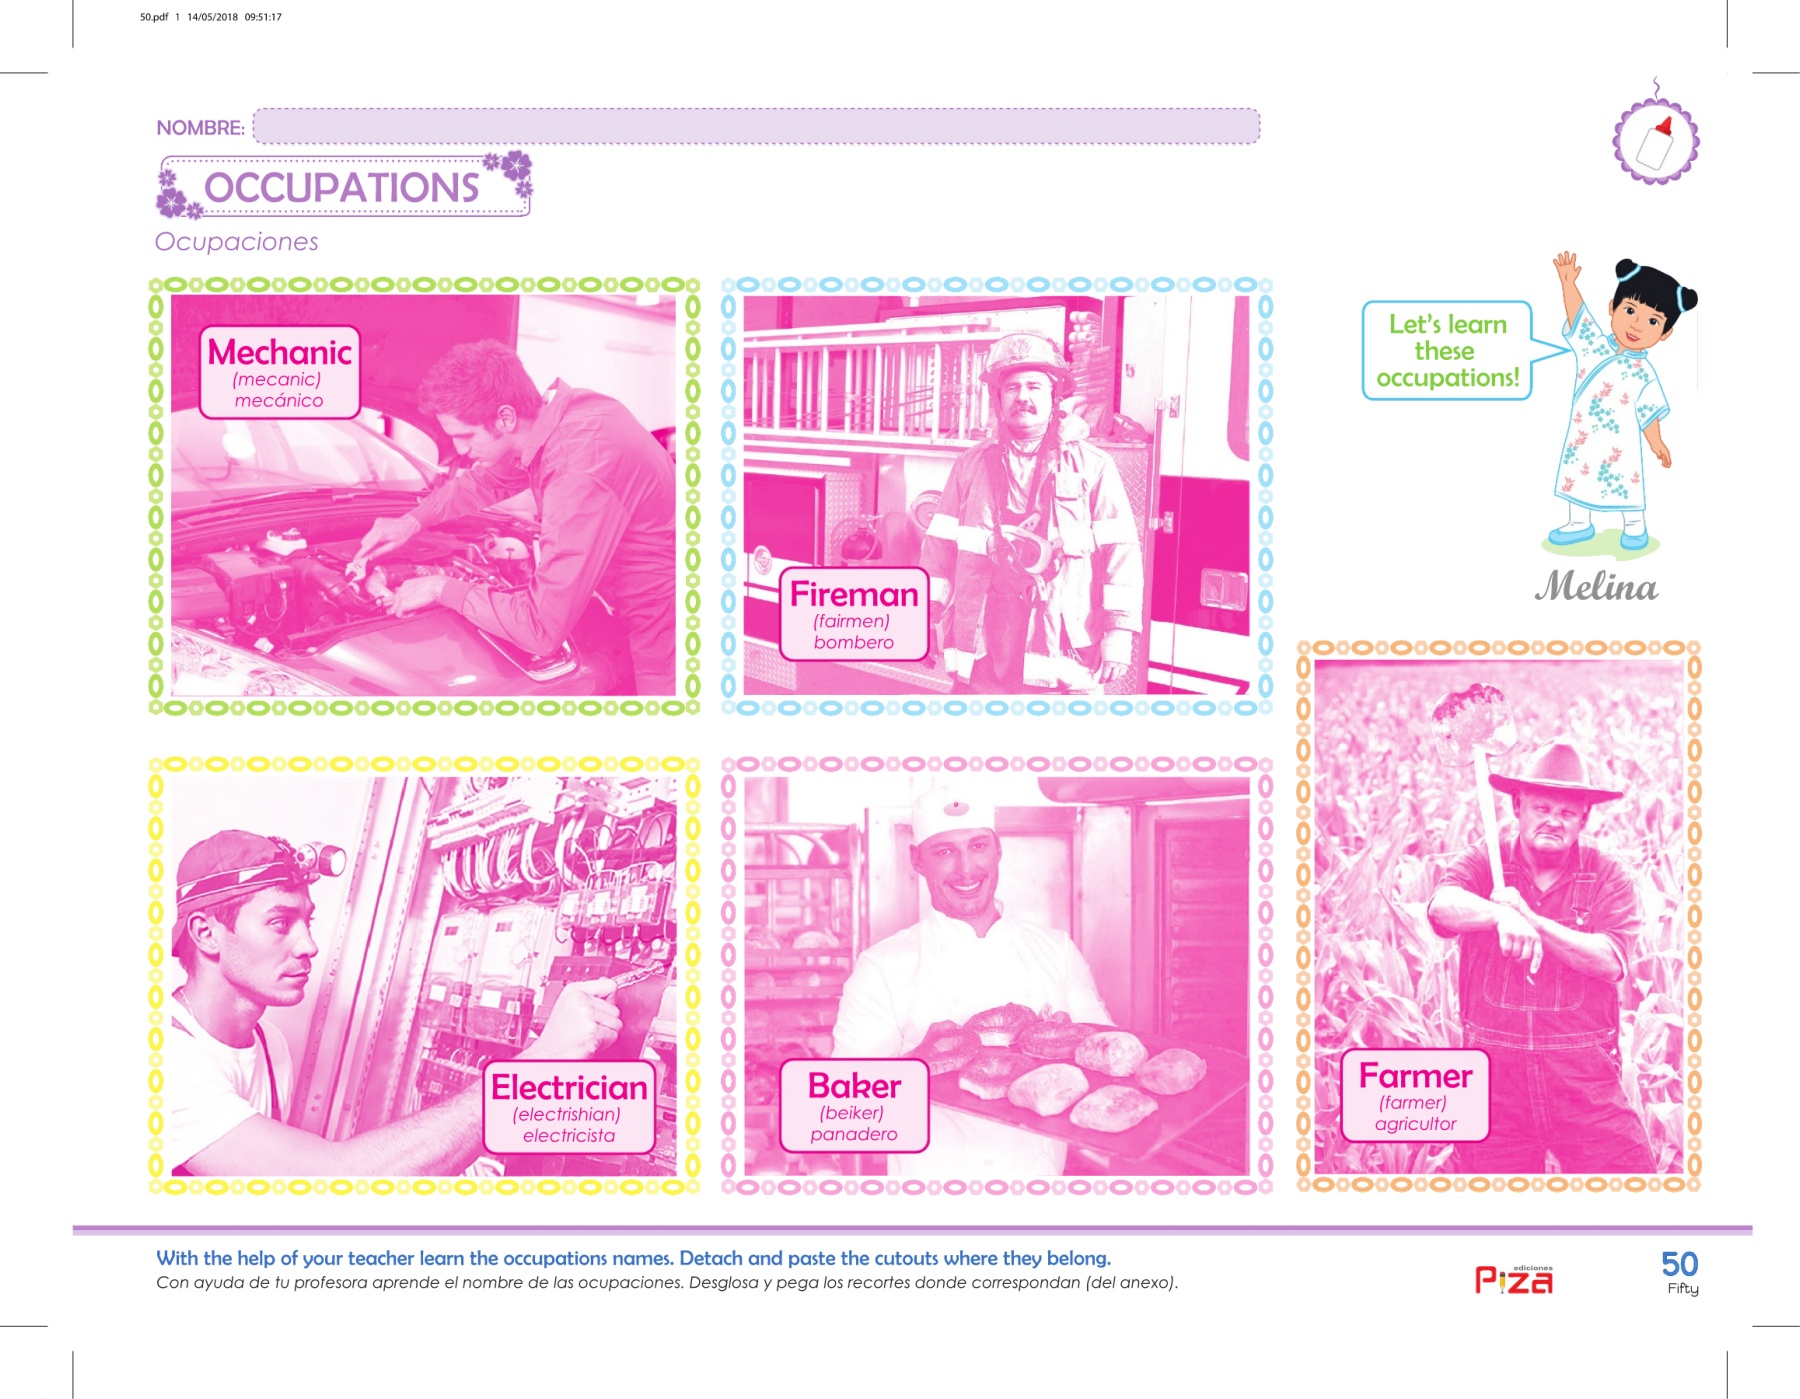 50.pdf 1 14/05/2018 09:51:17
NOMBRE:
OCCUPATIONS
Ocupaciones
Mechanic
(mecanic)
mecánico
Fireman
(fairmen)
bombero
Let's learn
these
occupations!
Melina
Electrician
(electrishian)
electricista
Baker
(beiker)
panadero
Farmer
(farmer)
agricultor
With the help of your teacher learn the occupations names. Detach and paste the cutouts where they belong.
Con ayuda de tu profesora aprende el nombre de las ocupaciones. Desglosa y pega los recortes donde correspondan (del anexo).
ediciones
Piza
50
Fifty